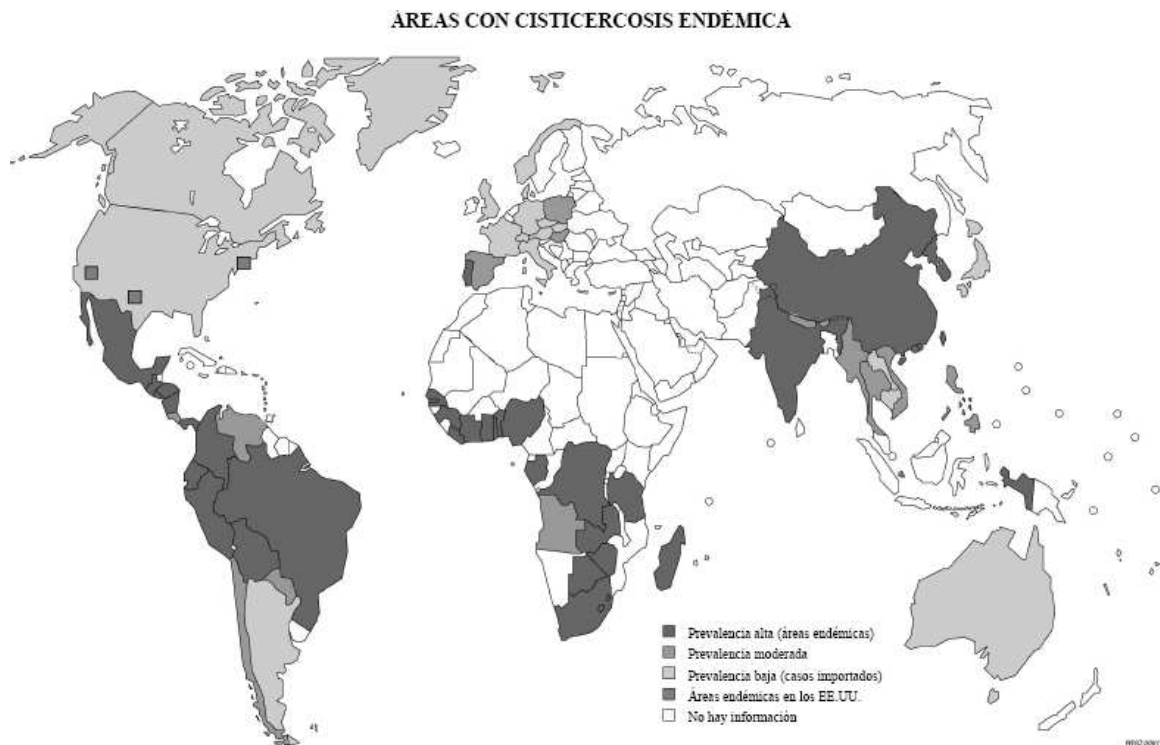 ÁREAS CON CISTICERCOSIS ENDÉMICA
Prevalencia alta (áreas endémicas)
Prevalencia moderada
Prevalencia baja (casos importados)
Áreas endémicas en los EE.UU.
No hay información